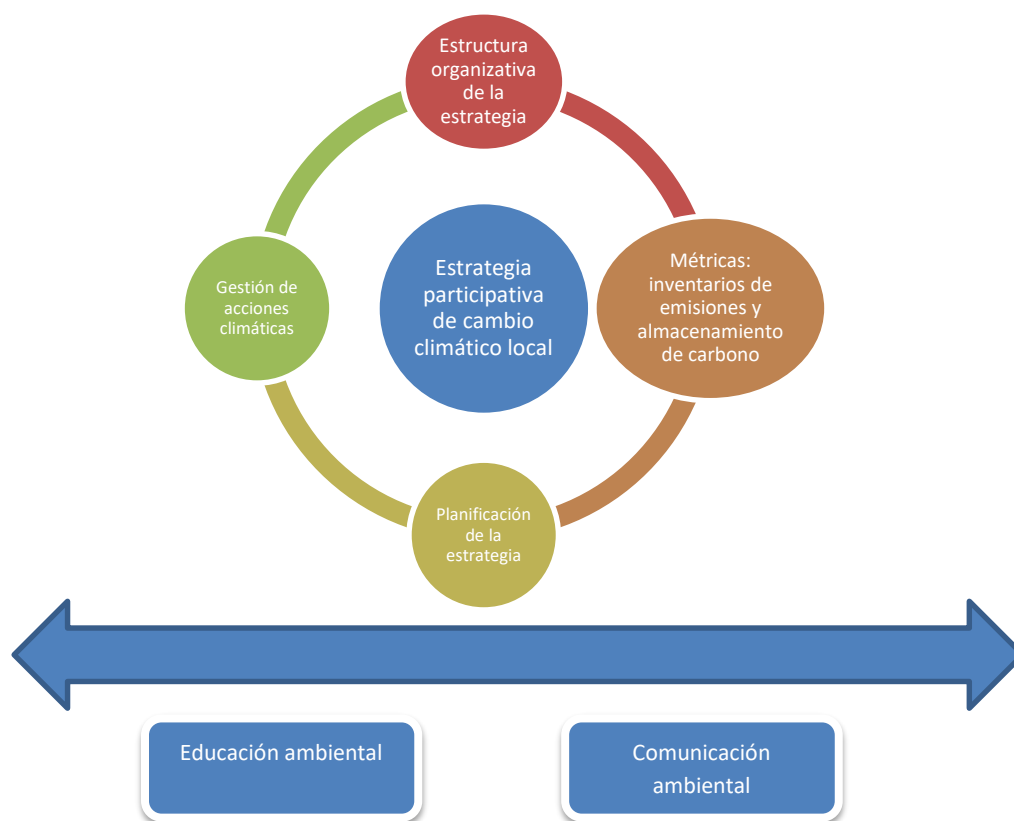 Estructura
organizativa
de la
estrategia
Métricas:
inventarios de
emisiones y
almacenamiento
de carbono
Estrategia
participativa
de cambio
climático local
Gestión de
acciones
climáticas
Planificación
de la
estrategia
Educación ambiental
Comunicación
ambiental